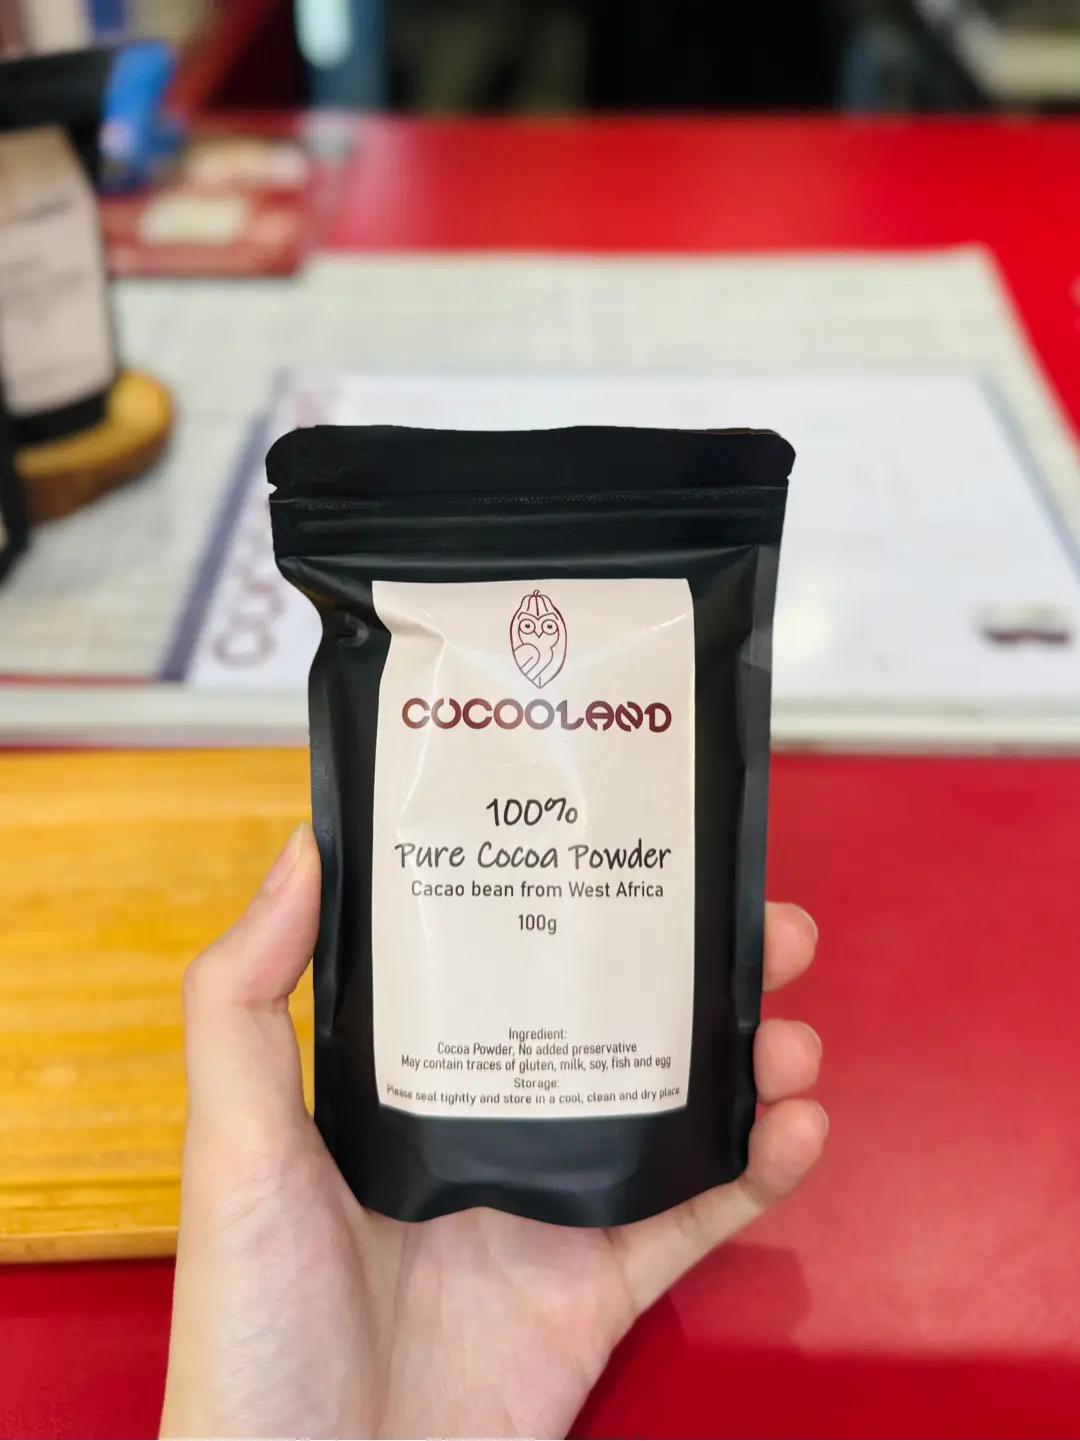 COCOOLAND
100%
Pure Cocoa Powder
Cacao bean from West Africa
100g
Ingredient:
Cocoa Powder, No added preservative
May contain traces of gluten, milk, soy, fish and egg
Storage:
Please seal tightly and store in a cool, clean and dry place